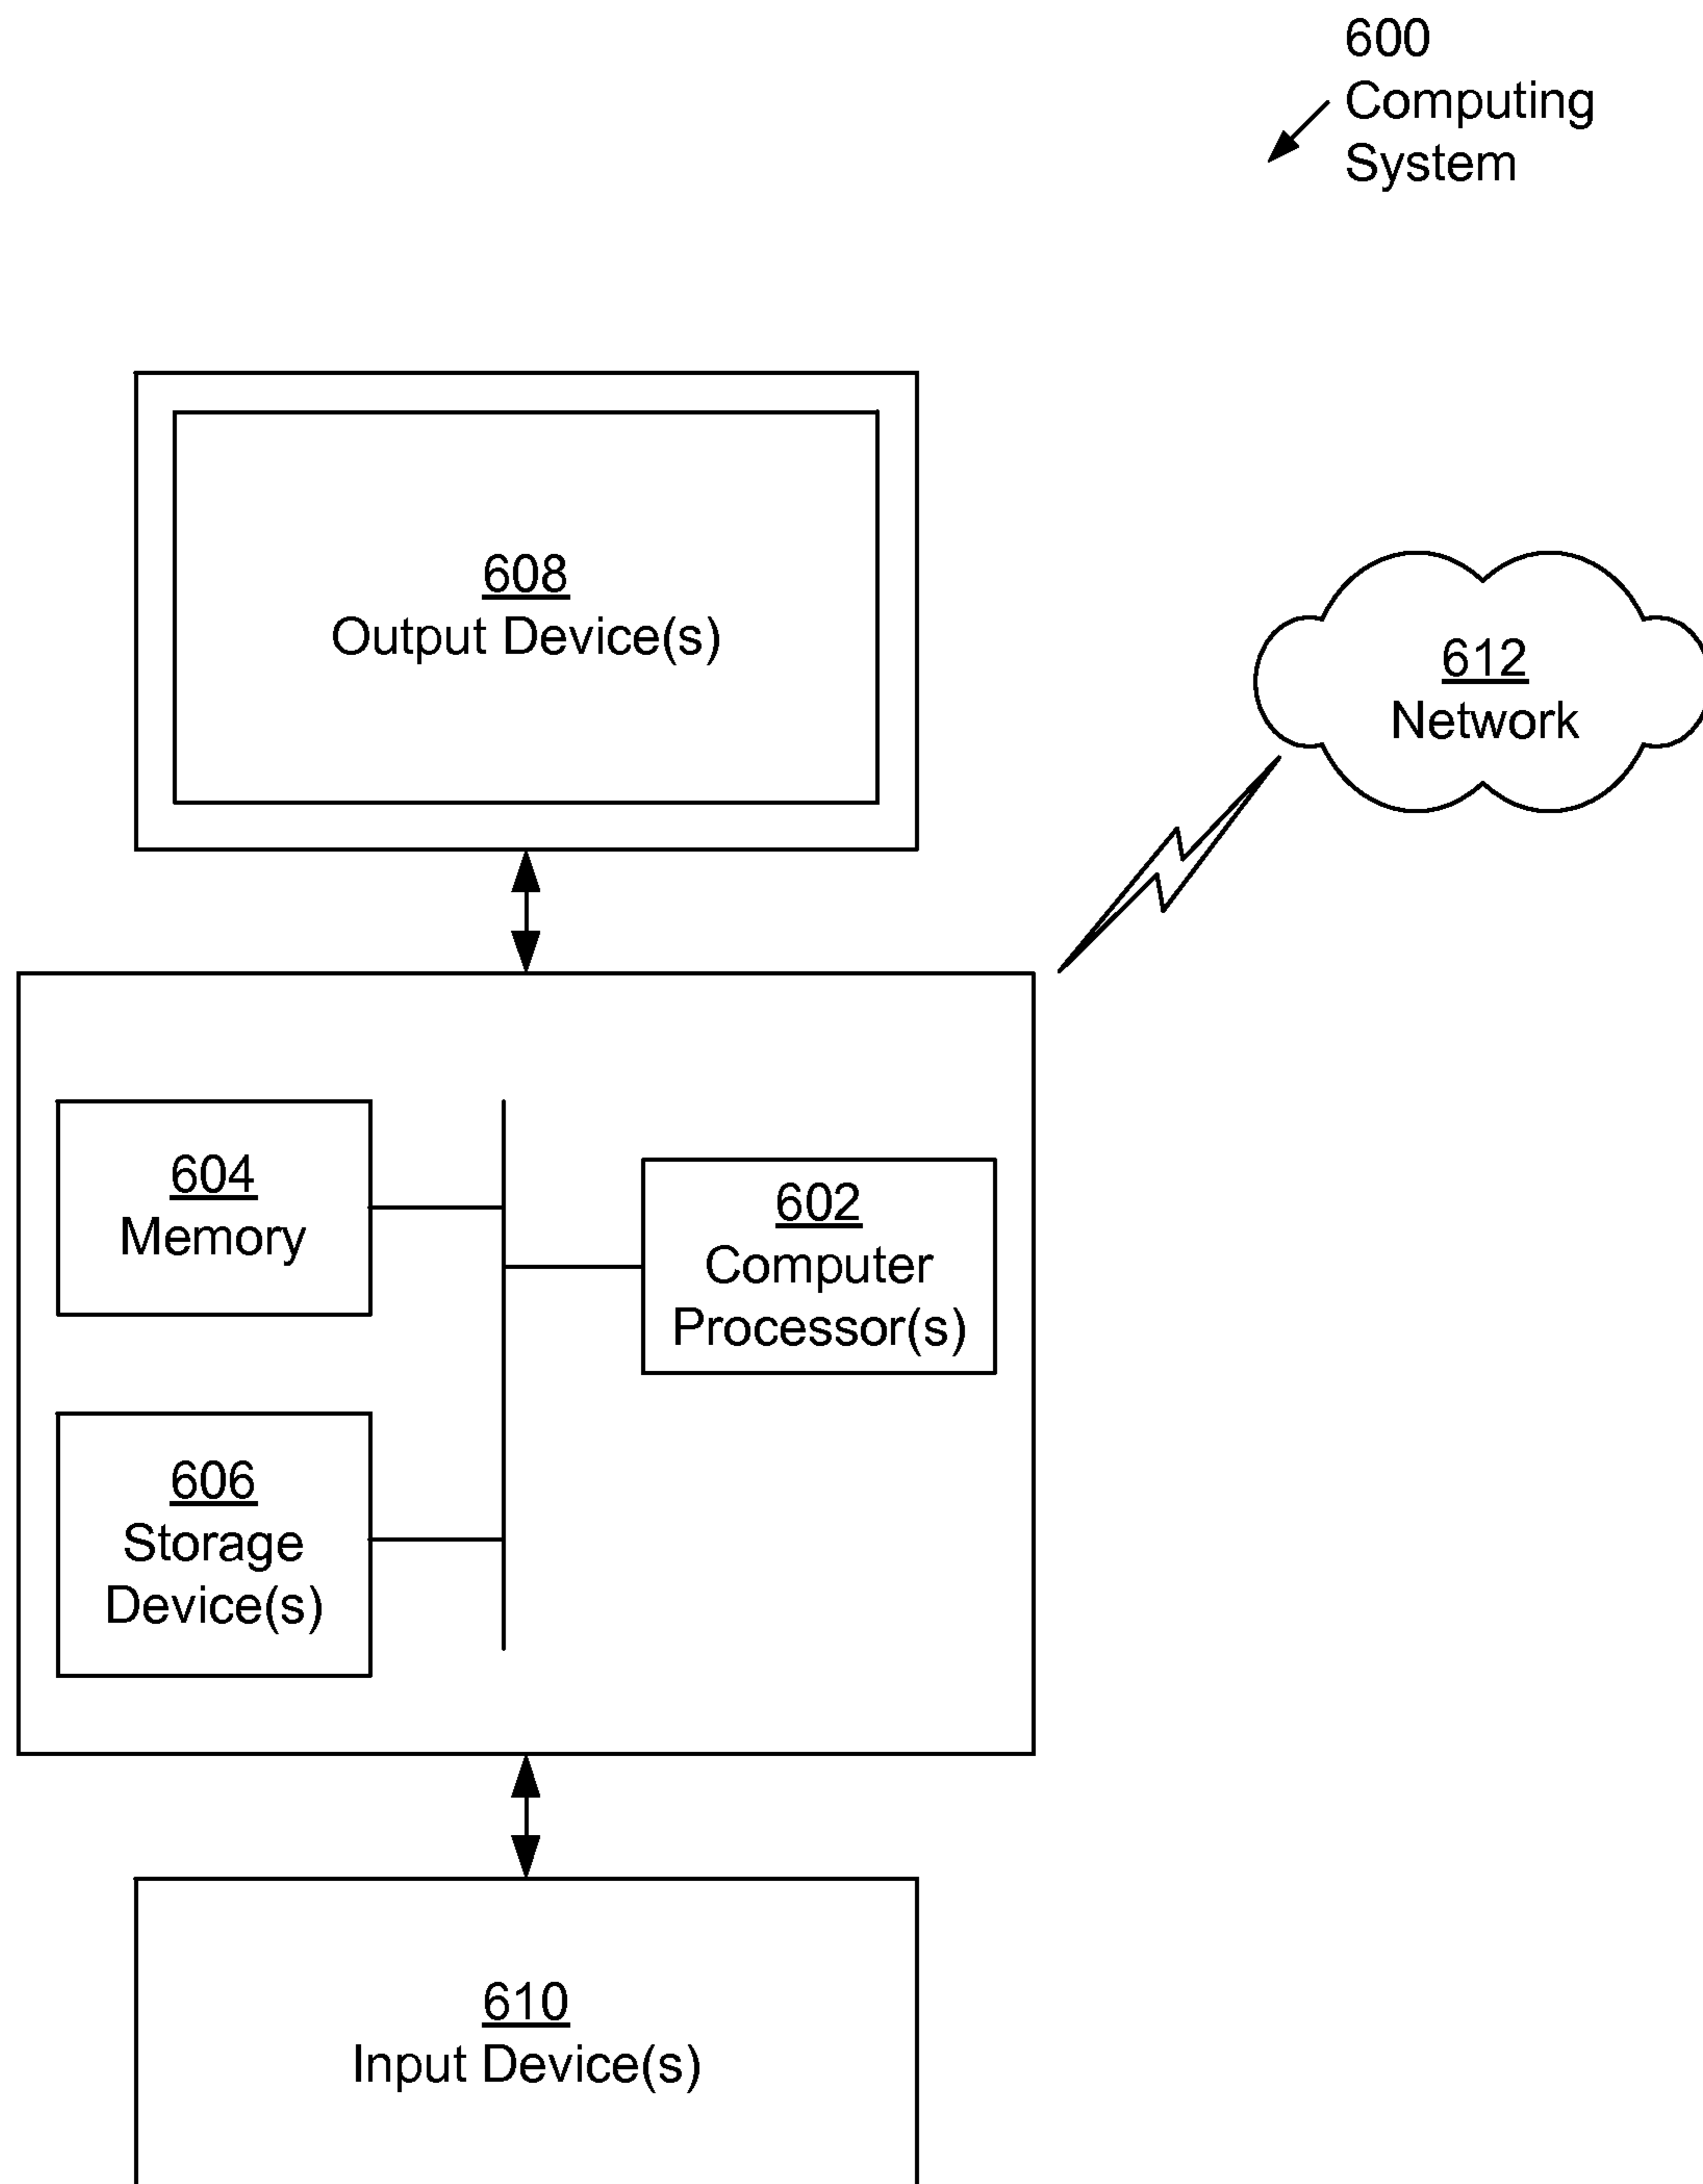 600
Computing
System
608
Output Device(s)
612
Network
604
Memory
602
Computer
Processor(s)
606
Storage
Device(s)
610
Input Device(s)